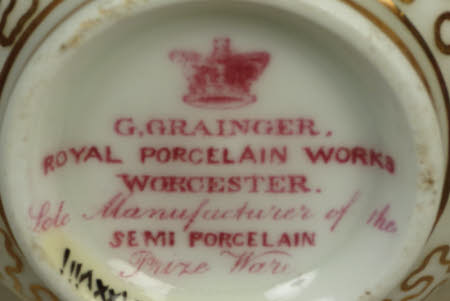 G. GRAINGER.
ROYAL PORCELAIN WORKS
WORCESTER.
Sole Manufacturer of the
SEMI PORCELAIN
Prize Ware